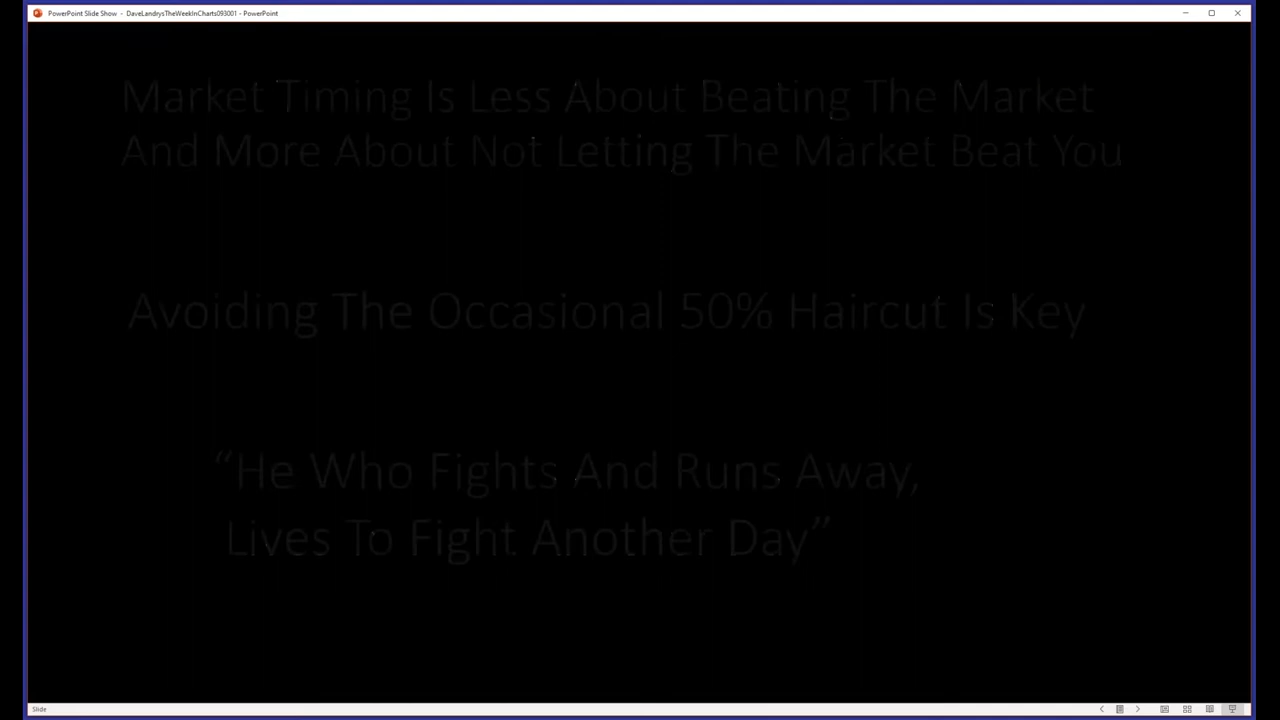 PowerPoint Slide Show - DaveLandrysTheWeekInCharts093001 - PowerPoint
Market Timing Is Less About Beating The Market
And More About Not Letting The Market Beat You
Avoiding The Occasional 50% Haircut Is Key
“He Who Fights And Runs Away,
Lives To Fight Another Day”
Slide